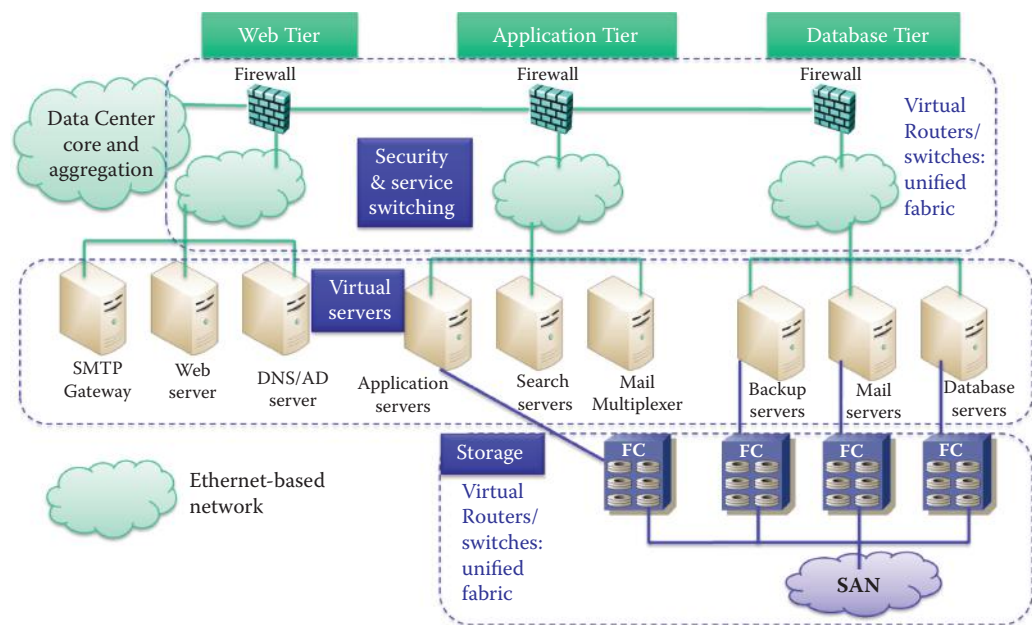 Web Tier
Application Tier
Database Tier
Firewall
Firewall
Firewall
Data Center
core and
aggregation
Security
& service
switching
Virtual
Routers/
switches:
unified
fabric
Virtual
servers
SMTP
Gateway
Web
server
DNS/AD
server
Application
servers
Search
servers
Mail
Multiplexer
Backup
servers
Mail
servers
Database
servers
Ethernet-based
network
Storage
Virtual
Routers/
switches:
unified
fabric
FC
FC
FC
FC
SAN